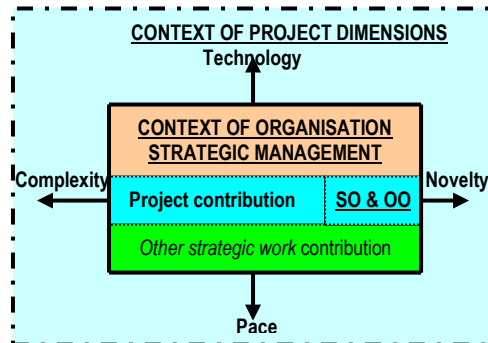 CONTEXT OF PROJECT DIMENSIONS
Technology
CONTEXT OF ORGANISATION
STRATEGIC MANAGEMENT
Complexity
Novelty
Project contribution
SO & OO
Other strategic work contribution
Pace